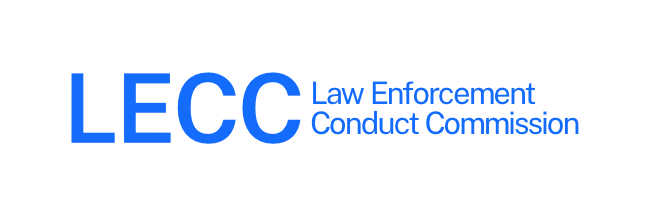 LECC
Law Enforcement
Conduct Commission